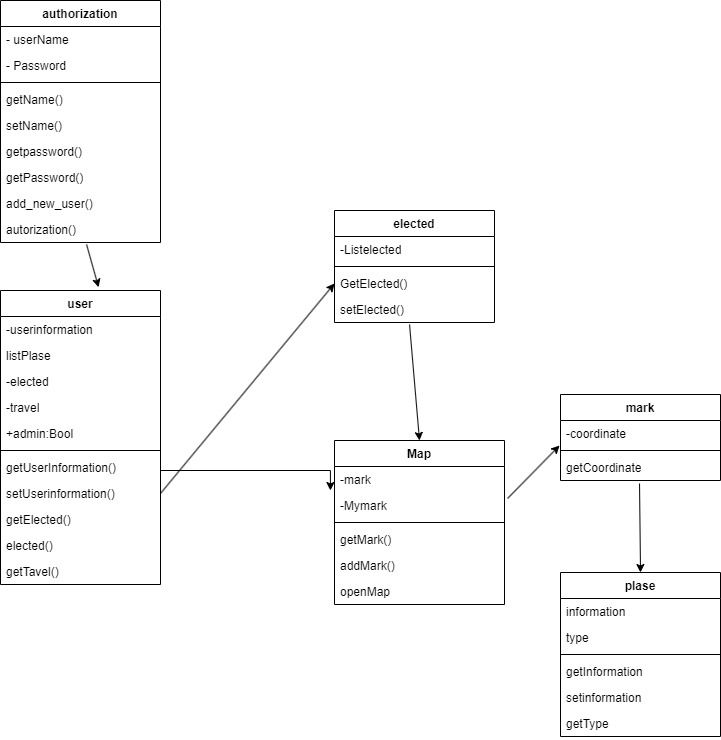 authorization
- userName
- Password
getName()
setName()
getpassword()
getPassword()
add_new_user()
autorization()
user
-userinformation
listPlase
-elected
-travel
+admin:Bool
getUserInformation()
setUserinformation()
getElected()
elected()
getTavel()
elected
-Listelected
GetElected()
setElected()
Map
-mark
-Mymark
getMark()
addMark()
openMap
mark
-coordinate
getCoordinate
plase
information
type
getInformation
setinformation
getType